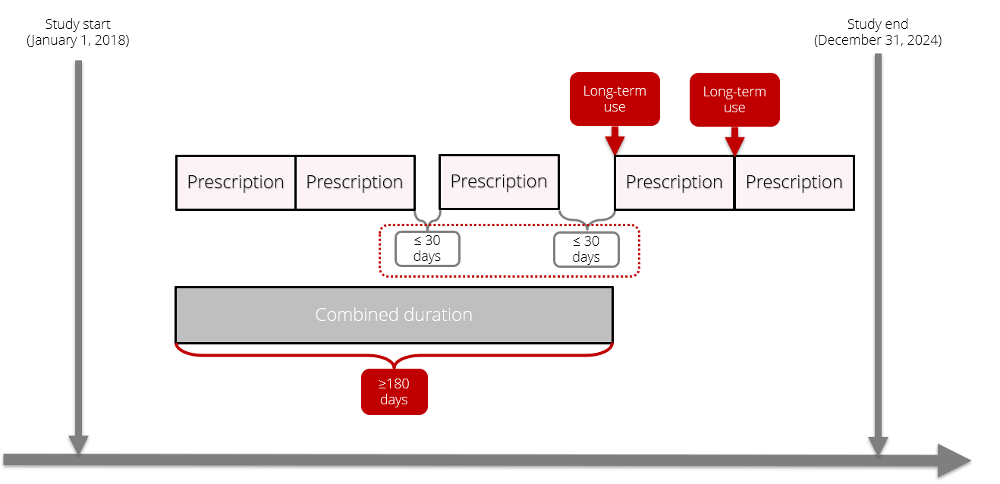 Study start
(January 1, 2018)
Study end
(December 31, 2024)
Long-term
use
Long-term
use
Prescription
Prescription
Prescription
Prescription
Prescription
≤ 30
days
≤ 30
days
Combined duration
≥180
days